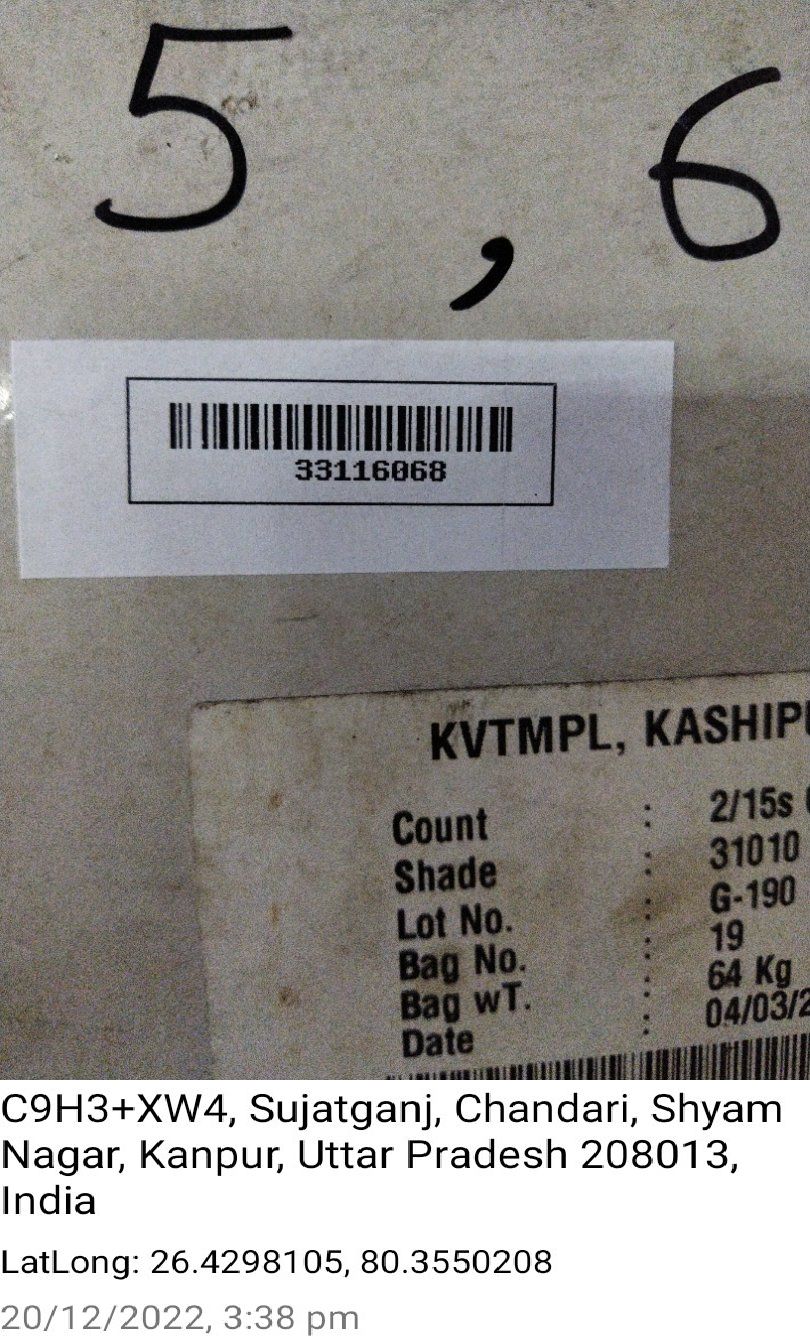 5 , 6
33116068
KVTMPL, KASHIP
Count : 2/15s
Shade : 31010
Lot No. : G-190
Bag No. : 19
Bag wT. : 64 Kg
Date : 04/03/2
C9H3+XW4, Sujatganj, Chandari, Shyam
Nagar, Kanpur, Uttar Pradesh 208013,
India
LatLong: 26.4298105, 80.3550208
20/12/2022, 3:38 pm